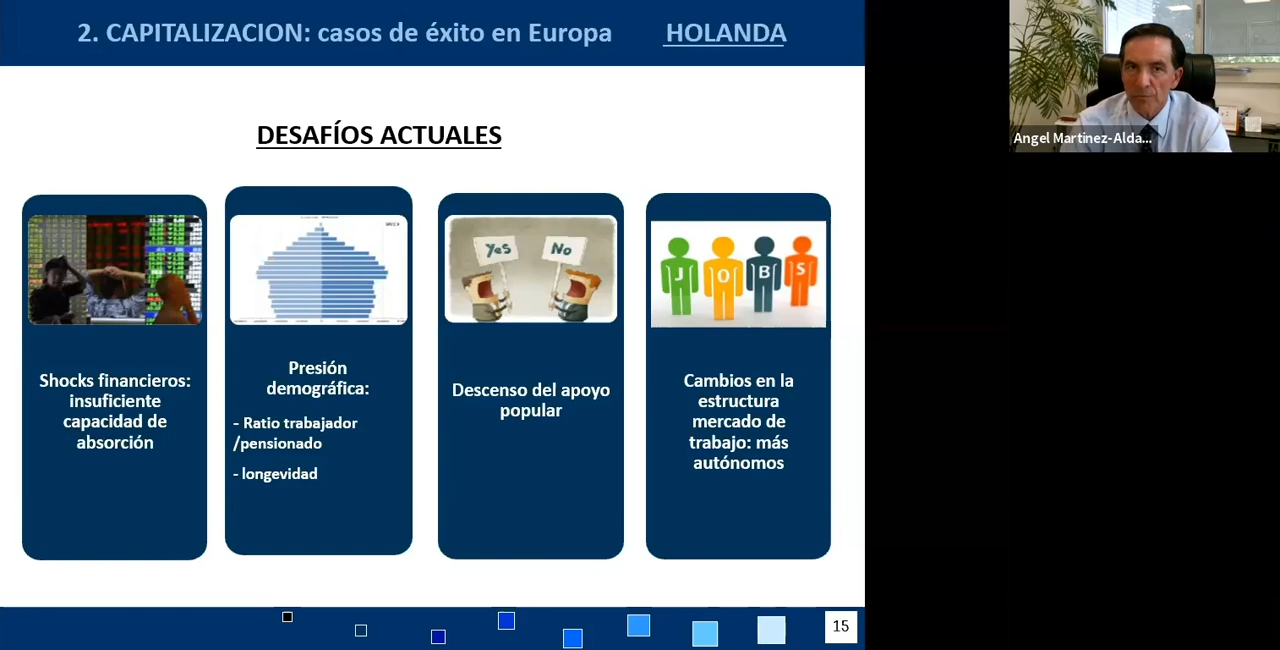 2. CAPITALIZACION: casos de éxito en Europa HOLANDA
Angel Martinez-Alda...
DESAFÍOS ACTUALES
Yes No
J O B S
Shocks financieros:
insuficiente
capacidad de
absorción
Presión
demográfica:
- Ratio trabajador
/pensionado
- longevidad
Descenso del apoyo
popular
Cambios en la
estructura
mercado de
trabajo: más
autónomos
15